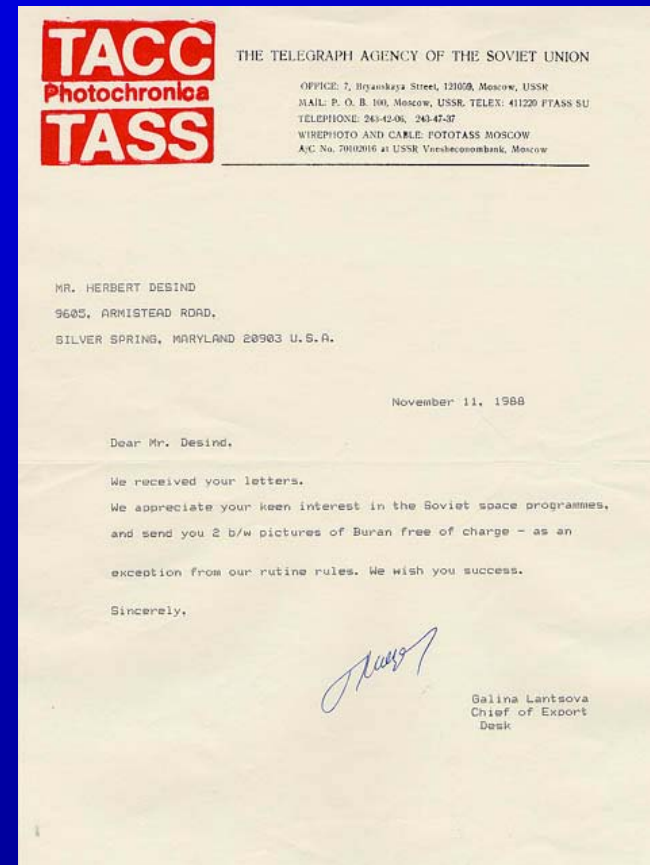 TACC
Photochronica
TASS
THE TELEGRAPH AGENCY OF THE SOVIET UNION
OFFICE: 7, Bryanskaya Street, 121059, Moscow, USSR
MAIL: P. O. B. 100, Moscow, USSR, TELEX: 411220 FTASS SU
TELEPHONE: 243-42-06, 243-47-37
WIREPHOTO AND CABLE: FOTOTASS MOSCOW
A/C No. 70102016 at USSR Vnesheconombank, Moscow
MR. HERBERT DESIND
9605, ARMISTEAD ROAD,
SILVER SPRING, MARYLAND 20903 U.S.A.
November 11, 1988
Dear Mr. Desind.
We received your letters.
We appreciate your keen interest in the Soviet space programmes,
and send you 2 b/w pictures of Buran free of charge - as an
exception from our rutine rules. We wish you success.
Sincerely,
Galina Lantsova
Chief of Export
Desk